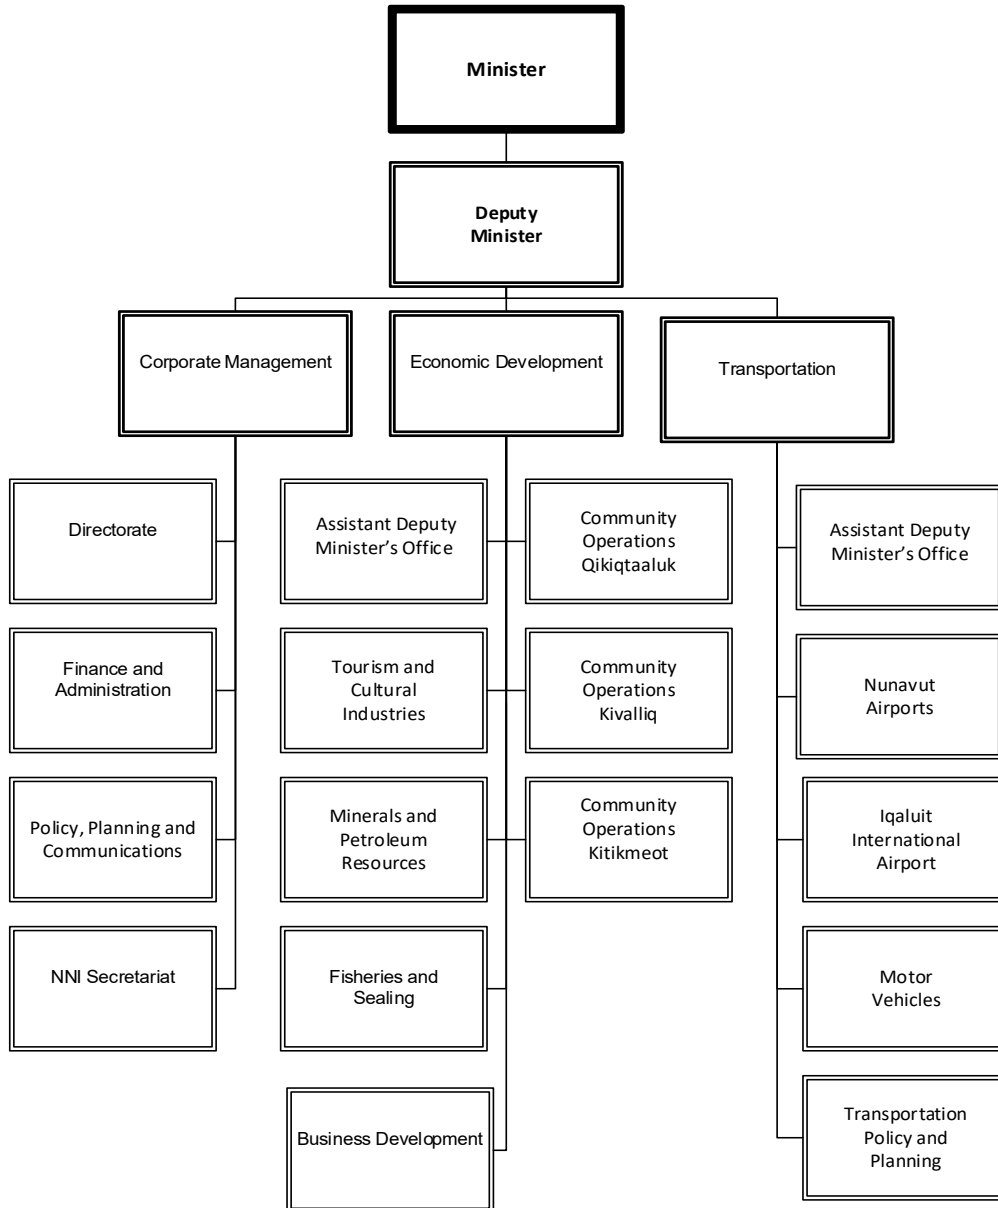 Minister
Deputy
Minister
Corporate Management
Economic Development
Transportation
Directorate
Assistant Deputy
Minister’s Office
Community
Operations
Qikiqtaaluk
Assistant Deputy
Minister’s Office
Finance and
Administration
Tourism and
Cultural
Industries
Community
Operations
Kivalliq
Nunavut
Airports
Policy, Planning and
Communications
Minerals and
Petroleum
Resources
Community
Operations
Kitikmeot
Iqaluit
International
Airport
NNI Secretariat
Fisheries and
Sealing
Motor
Vehicles
Business Development
Transportation
Policy and
Planning